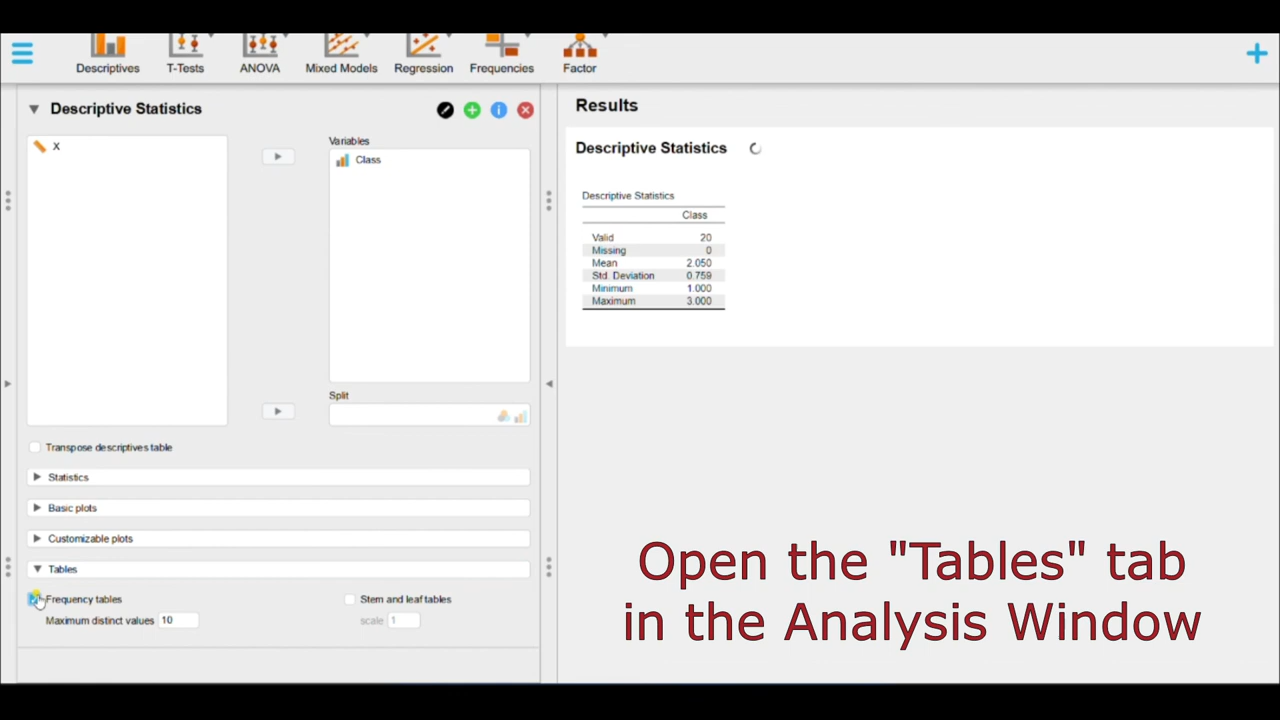 Descriptives T-Tests ANOVA Mixed Models Regression Frequencies Factor
Descriptive Statistics
X
Variables
Class
Split
Transpose descriptives table
Statistics
Basic plots
Customizable plots
Tables
Frequency tables Stem and leaf tables
Maximum distinct values 10 scale 1
Results
Descriptive Statistics
Descriptive Statistics
Class
Valid 20
Missing 0
Mean 2.050
Std. Deviation 0.759
Minimum 1.000
Maximum 3.000
Open the "Tables" tab
in the Analysis Window